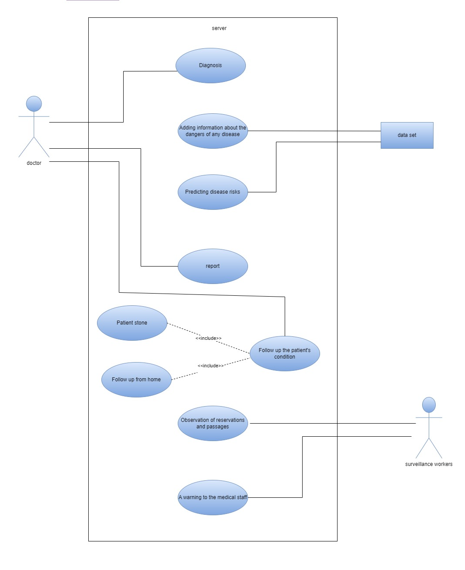 server
Diagnosis
Adding information about the
dangers of any disease
data set
Predicting disease risks
doctor
report
Patient stone
<<include>>
Follow up the patient's
condition
<<include>>
Follow up from home
Observation of reservations
and passages
surveillance workers
A warning to the medical staff